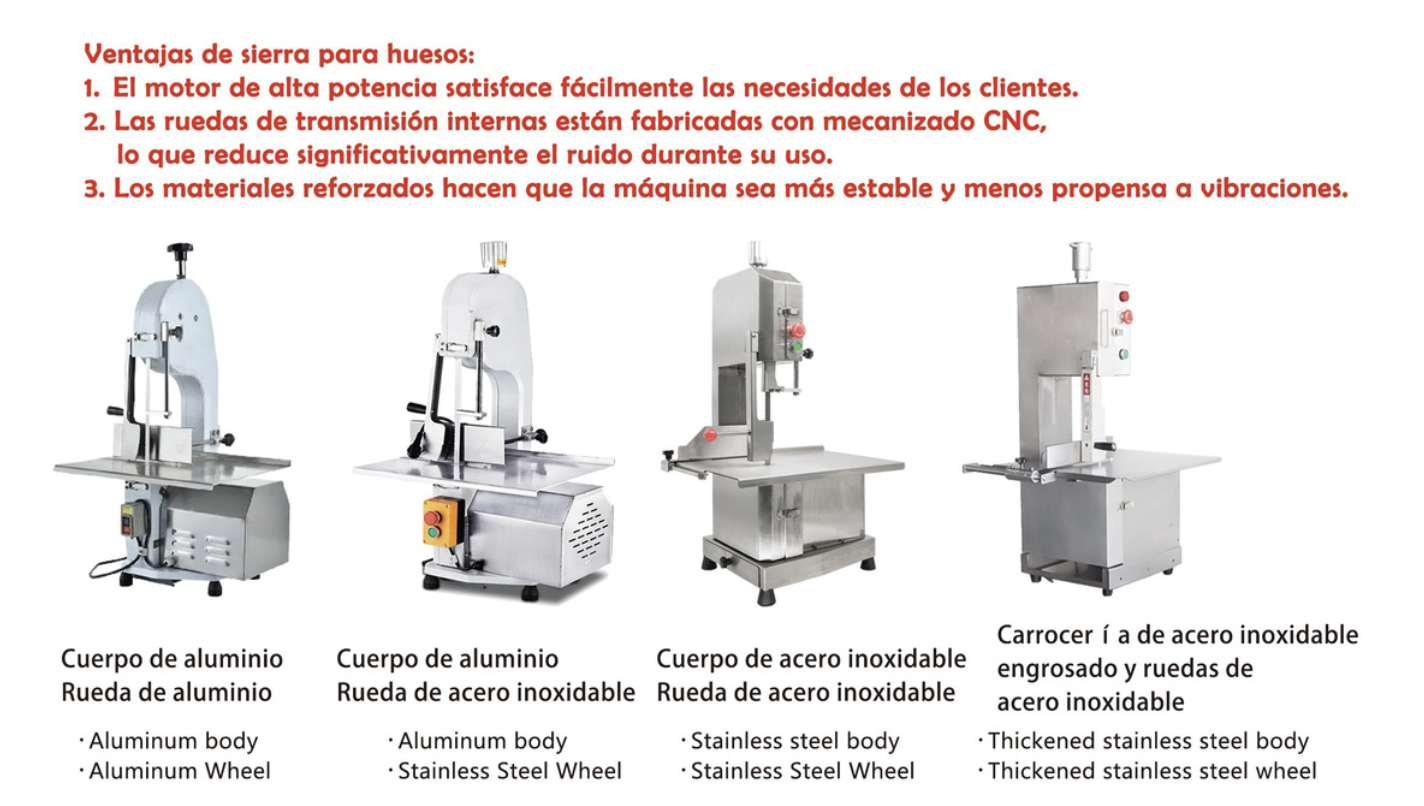 Ventajas de sierra para huesos:
1. El motor de alta potencia satisface fácilmente las necesidades de los clientes.
2. Las ruedas de transmisión internas están fabricadas con mecanizado CNC,
lo que reduce significativamente el ruido durante su uso.
3. Los materiales reforzados hacen que la máquina sea más estable y menos propensa a vibraciones.
Cuerpo de aluminio
Rueda de aluminio
·Aluminum body
·Aluminum Wheel
Cuerpo de aluminio
Rueda de acero inoxidable
·Aluminum body
·Stainless Steel Wheel
Cuerpo de acero inoxidable
Rueda de acero inoxidable
·Stainless steel body
·Stainless Steel Wheel
Carrocer í a de acero inoxidable
engrosado y ruedas de
acero inoxidable
·Thickened stainless steel body
·Thickened stainless steel wheel